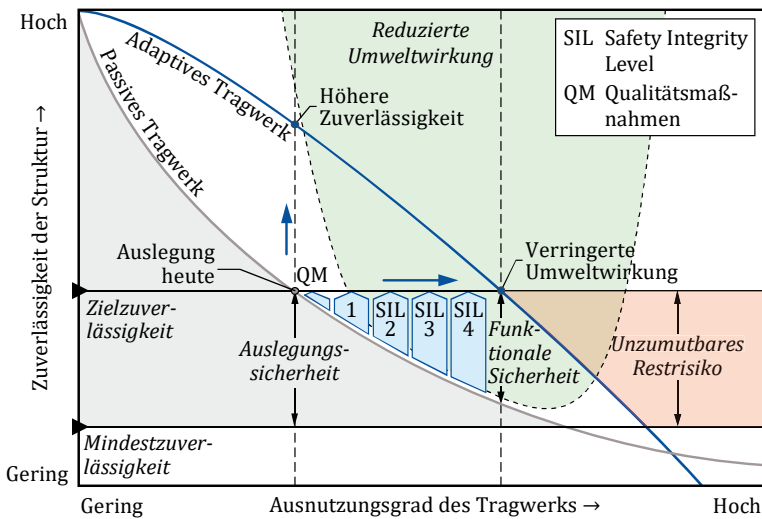 Hoch
Adaptives Tragwerk
Passives Tragwerk
Reduzierte
Umweltwirkung
SIL Safety Integrity
Level
QM Qualitätsmaß-
nahmen
Höhere
Zuverlässigkeit
Zuverlässigkeit der Struktur →
Auslegung
heute
QM
Verringerte
Umweltwirkung
Zielzuver-
lässigkeit
1
SIL
2
SIL
3
SIL
4
Auslegungs-
sicherheit
Funk-
tionale
Sicherheit
Unzumutbares
Restrisiko
Mindestzuver-
lässigkeit
Gering
Gering
Ausnutzungsgrad des Tragwerks →
Hoch